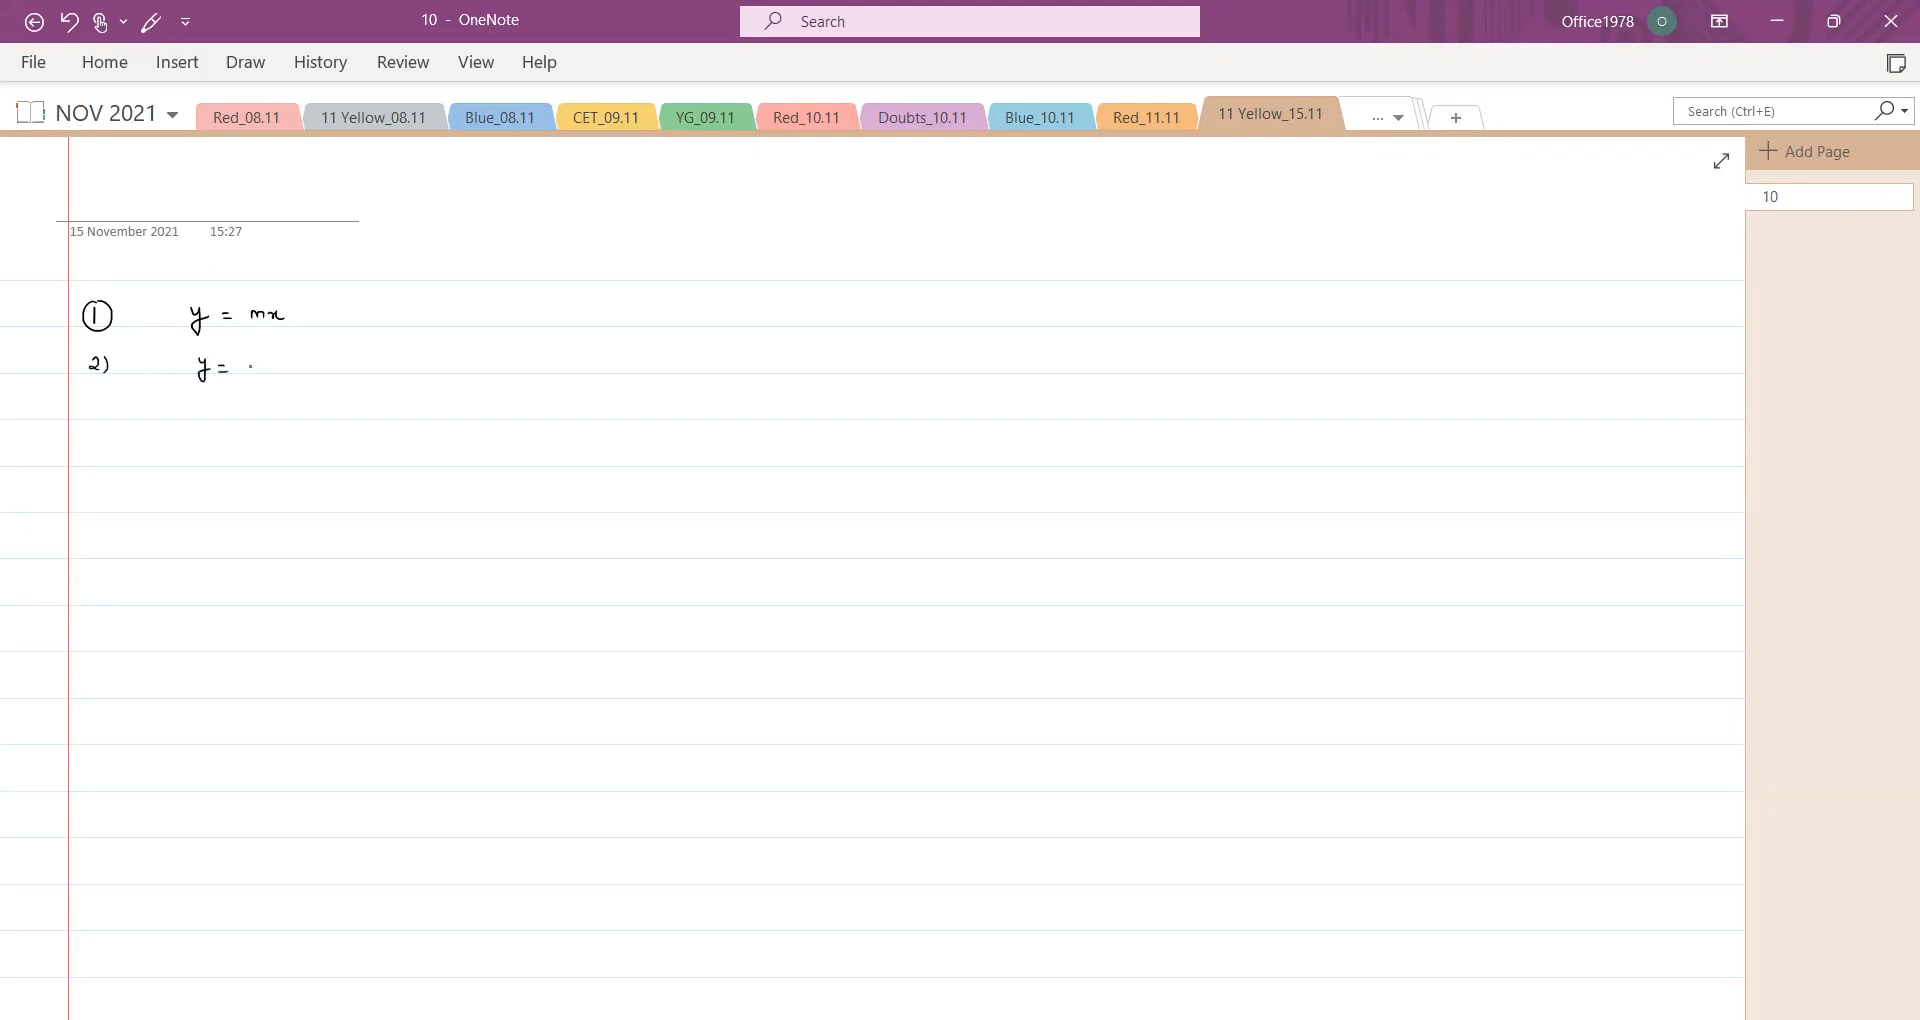 10 - OneNote
Search
Office1978
O
File Home Insert Draw History Review View Help
NOV 2021
Red_08.11
11 Yellow_08.11
Blue_08.11
CET_09.11
YG_09.11
Red_10.11
Doubts_10.11
Blue_10.11
Red_11.11
11 Yellow_15.11
...
+
Search (Ctrl+E)
Add Page
10
15 November 2021 15:27
① y = mx
2) y =